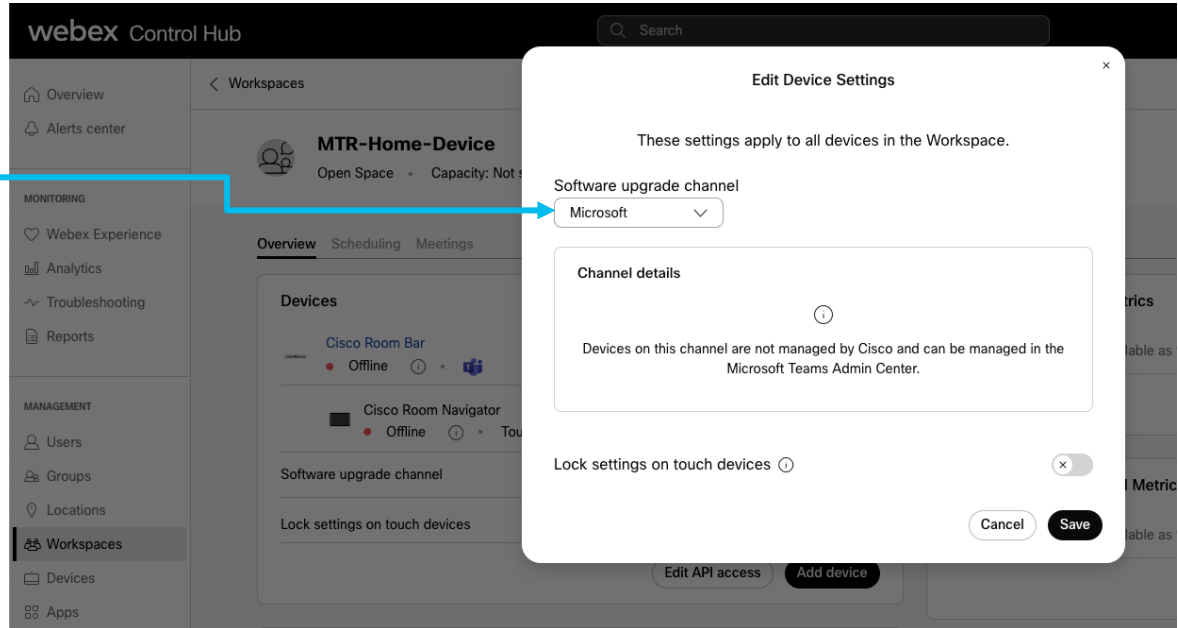 webex Control Hub
Search
Overview
Alerts center
MONITORING
Webex Experience
Analytics
Troubleshooting
Reports
MANAGEMENT
Users
Groups
Locations
Workspaces
Devices
Apps
Workspaces
MTR-Home-Device
Open Space • Capacity: Not
Overview Scheduling Meetings
Devices
Cisco Room Bar
Offline
Cisco Room Navigator
Offline
Software upgrade channel
Lock settings on touch devices
Edit API access Add device
Edit Device Settings
These settings apply to all devices in the Workspace.
Software upgrade channel
Microsoft
Channel details
Devices on this channel are not managed by Cisco and can be managed in the
Microsoft Teams Admin Center.
Lock settings on touch devices
Cancel Save